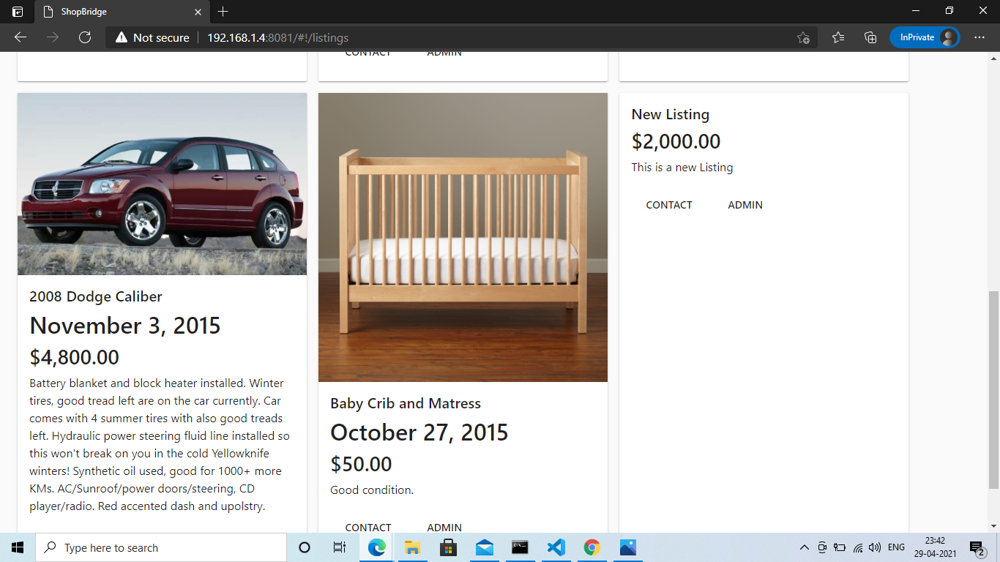 ShopBridge
Not secure
192.168.1.4:8081/#!/listings
InPrivate
CONTACT ADMIN
2008 Dodge Caliber
November 3, 2015
$4,800.00
Battery blanket and block heater installed. Winter
tires, good tread left are on the car currently. Car
comes with 4 summer tires with also good treads
left. Hydraulic power steering fluid line installed so
this won't break on you in the cold Yellowknife
winters! Synthetic oil used, good for 1000+ more
KMs. AC/Sunroof/power doors/steering, CD
player/radio. Red accented dash and upolstry.
Baby Crib and Matress
October 27, 2015
$50.00
Good condition.
CONTACT ADMIN
New Listing
$2,000.00
This is a new Listing
CONTACT ADMIN
Type here to search
ENG
23:42
29-04-2021
2